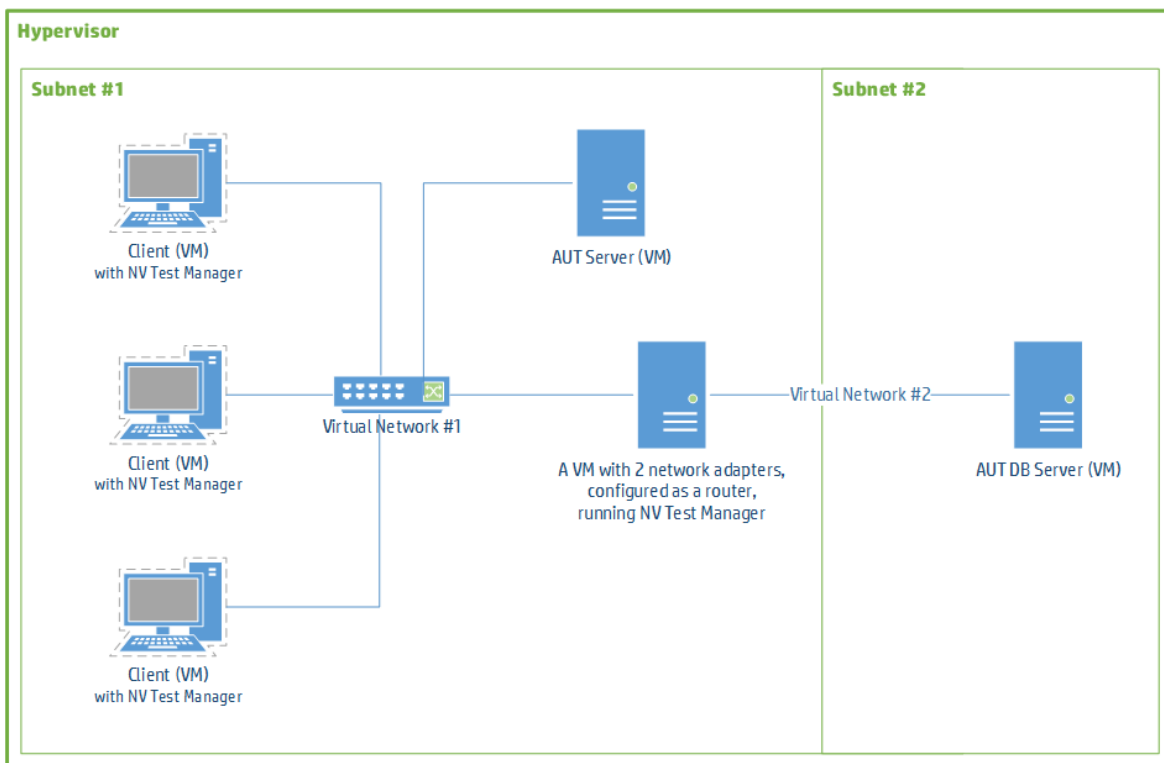 Hypervisor
Subnet #1
Subnet #2
Client (VM)
with NV Test Manager
AUT Server (VM)
Client (VM)
with NV Test Manager
Virtual Network #1
A VM with 2 network adapters,
configured as a router,
running NV Test Manager
Virtual Network #2
AUT DB Server (VM)
Client (VM)
with NV Test Manager